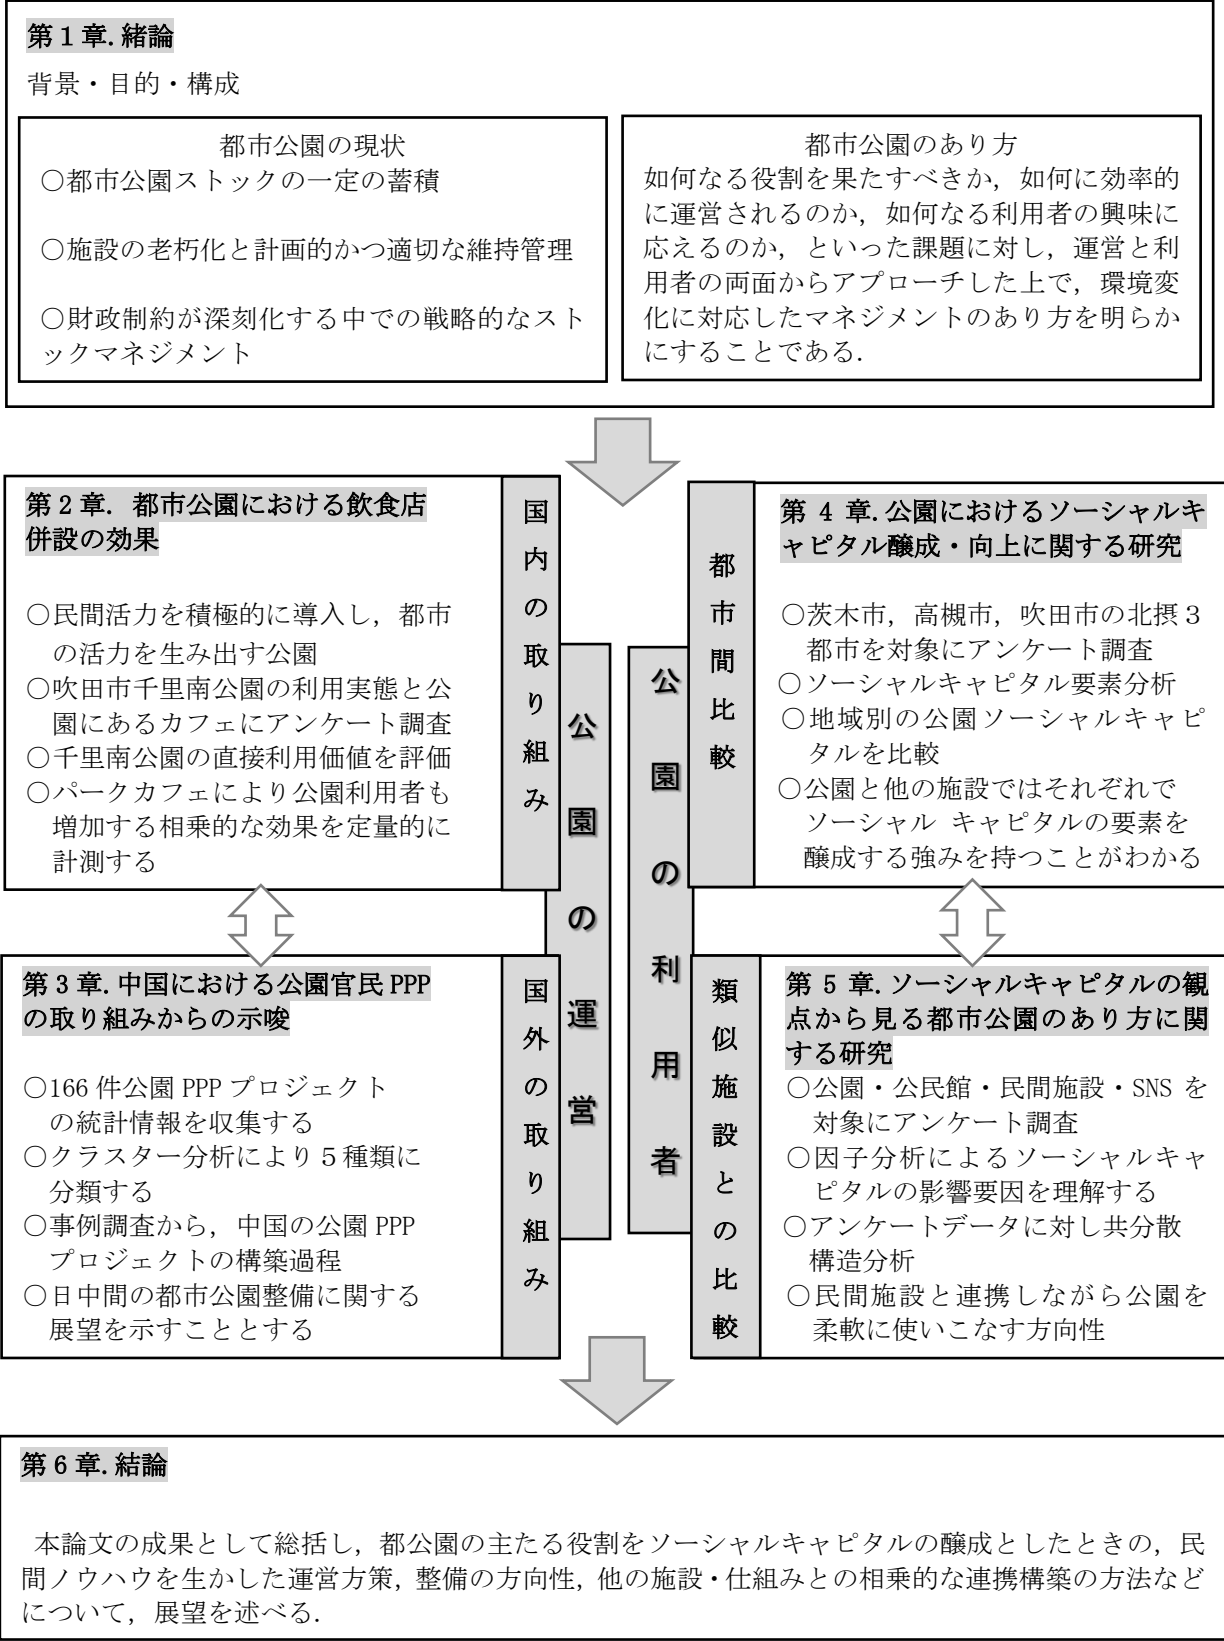 第1章.緒論
背景・目的・構成
都市公園の現状
○都市公園ストックの一定の蓄積
○施設の老朽化と計画的かつ適切な維持管理
○財政制約が深刻化する中での戦略的なスト
ックマネジメント
都市公園のあり方
如何なる役割を果たすべきか，如何に効率的
に運営されるのか，如何なる利用者の興味に
応えるのか，といった課題に対し，運営と利
用者の両面からアプローチした上で，環境変
化に対応したマネジメントのあり方を明らか
にすることである．
第2章．都市公園における飲食店
併設の効果
○民間活力を積極的に導入し，都市
の活力を生み出す公園
○吹田市千里南公園の利用実態と公
園にあるカフェにアンケート調査
○千里南公園の直接利用価値を評価
○パークカフェにより公園利用者も
増加する相乗的な効果を定量的に
計測する
国内の取り組み
第3章.中国における公園官民PPP
の取り組みからの示唆
○166件公園PPPプロジェクト
の統計情報を収集する
○クラスター分析により５種類に
分類する
○事例調査から，中国の公園PPP
プロジェクトの構築過程
○日中間の都市公園整備に関する
展望を示すこととする
国外の取り組み
公園の運営
公園の利用者
都市間比較
第 4 章.公園におけるソーシャルキ
ャピタル醸成・向上に関する研究
○茨木市，高槻市，吹田市の北摂３
都市を対象にアンケート調査
○ソーシャルキャピタル要素分析
○地域別の公園ソーシャルキャピ
タルを比較
○公園と他の施設ではそれぞれで
ソーシャル キャピタルの要素を
醸成する強みを持つことがわかる
類似施設との比較
第 5 章.ソーシャルキャピタルの観
点から見る都市公園のあり方に関
する研究
○公園・公民館・民間施設・SNSを
対象にアンケート調査
○因子分析によるソーシャルキャ
ピタルの影響要因を理解する
○アンケートデータに対し共分散
構造分析
○民間施設と連携しながら公園を
柔軟に使いこなす方向性
第6章.結論
本論文の成果として総括し，都公園の主たる役割をソーシャルキャピタルの醸成としたときの，民
間ノウハウを生かした運営方策，整備の方向性，他の施設・仕組みとの相乗的な連携構築の方法など
について，展望を述べる．